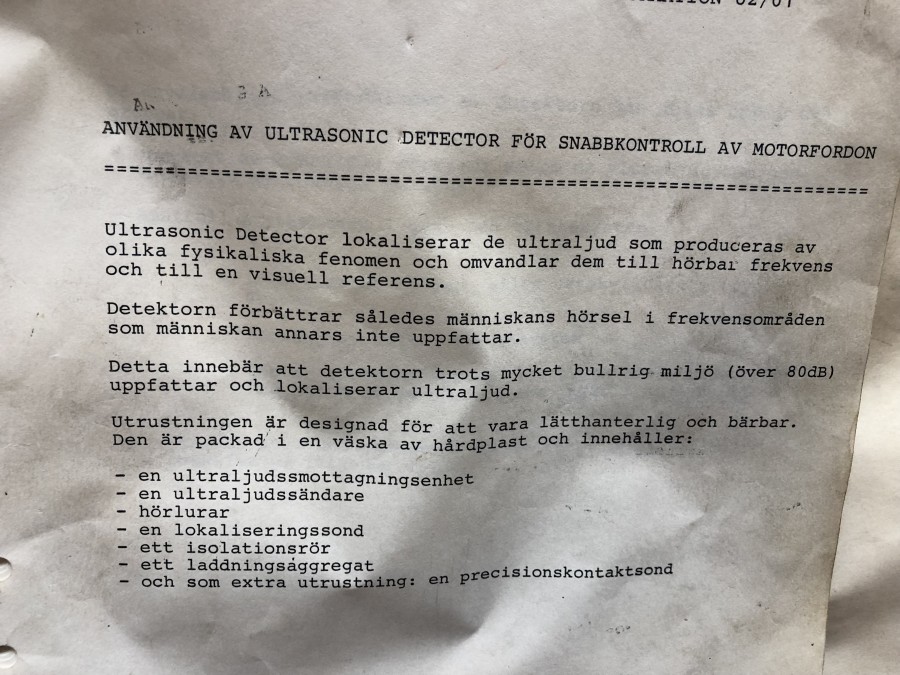 02/01
3 A
ANVÄNDNING AV ULTRASONIC DETECTOR FÖR SNABBKONTROLL AV MOTORFORDON
================================================================
Ultrasonic Detector lokaliserar de ultraljud som produceras av
olika fysikaliska fenomen och omvandlar dem till hörbar frekvens
och till en visuell referens.
Detektorn förbättrar således människans hörsel i frekvensområden
som människan annars inte uppfattar.
Detta innebär att detektorn trots mycket bullrig miljö (över 80dB)
uppfattar och lokaliserar ultraljud.
Utrustningen är designad för att vara lätthanterlig och bärbar.
Den är packad i en väska av hårdplast och innehåller:
- en ultraljudssmottagningsenhet
- en ultraljudssändare
- hörlurar
- en lokaliseringssond
- ett isolationsrör
- ett laddningsaggregat
- och som extra utrustning: en precisionskontaktsond